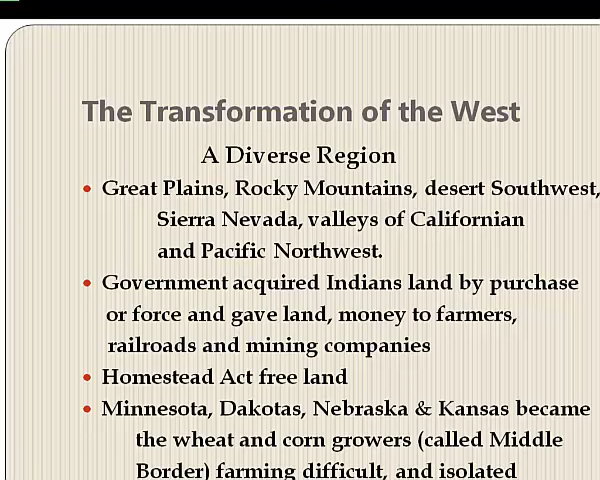 The Transformation of the West
A Diverse Region
• Great Plains, Rocky Mountains, desert Southwest,
Sierra Nevada, valleys of Californian
and Pacific Northwest.
• Government acquired Indians land by purchase
or force and gave land, money to farmers,
railroads and mining companies
• Homestead Act free land
• Minnesota, Dakotas, Nebraska & Kansas became
the wheat and corn growers (called Middle
Border) farming difficult, and isolated